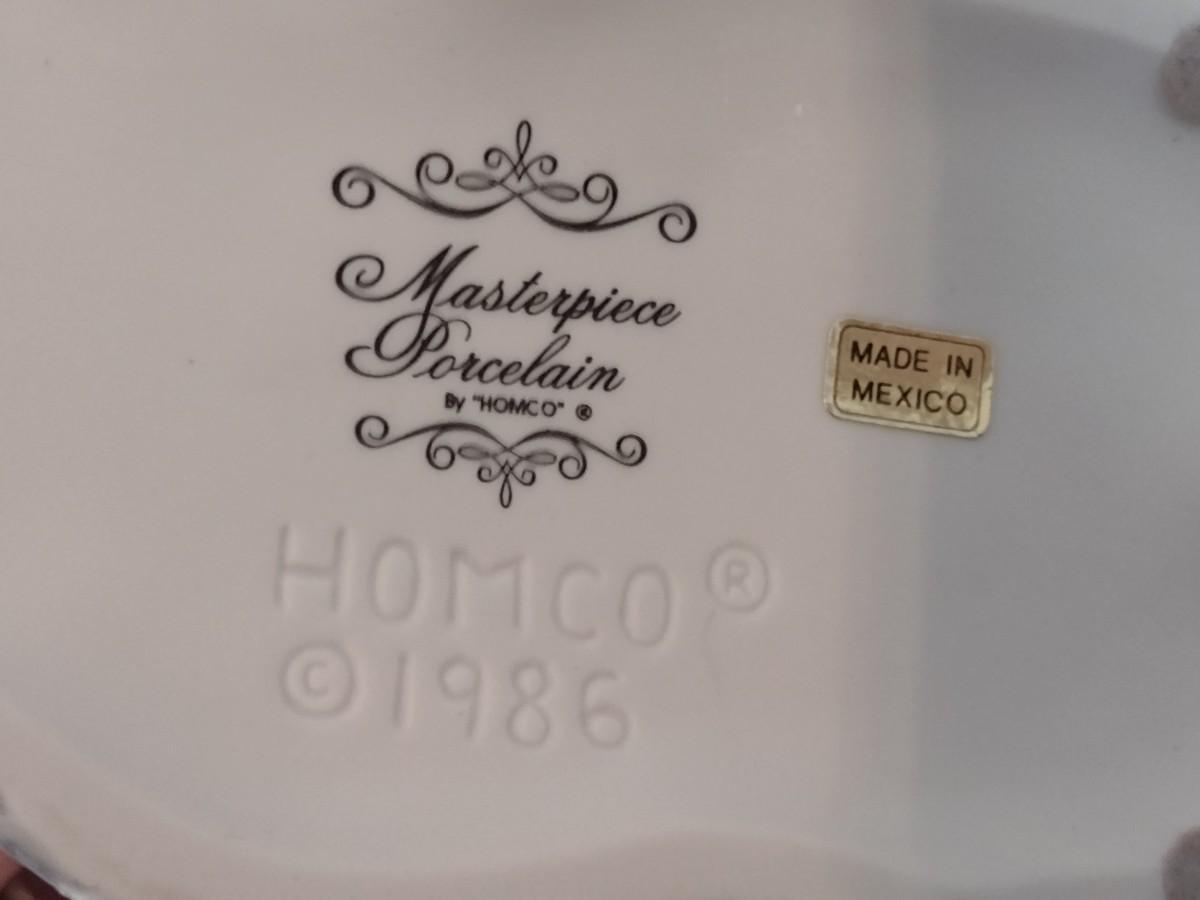 Masterpiece
Porcelain
By "HOMCO" ®
MADE IN
MEXICO
HOMCO ®
© 1986